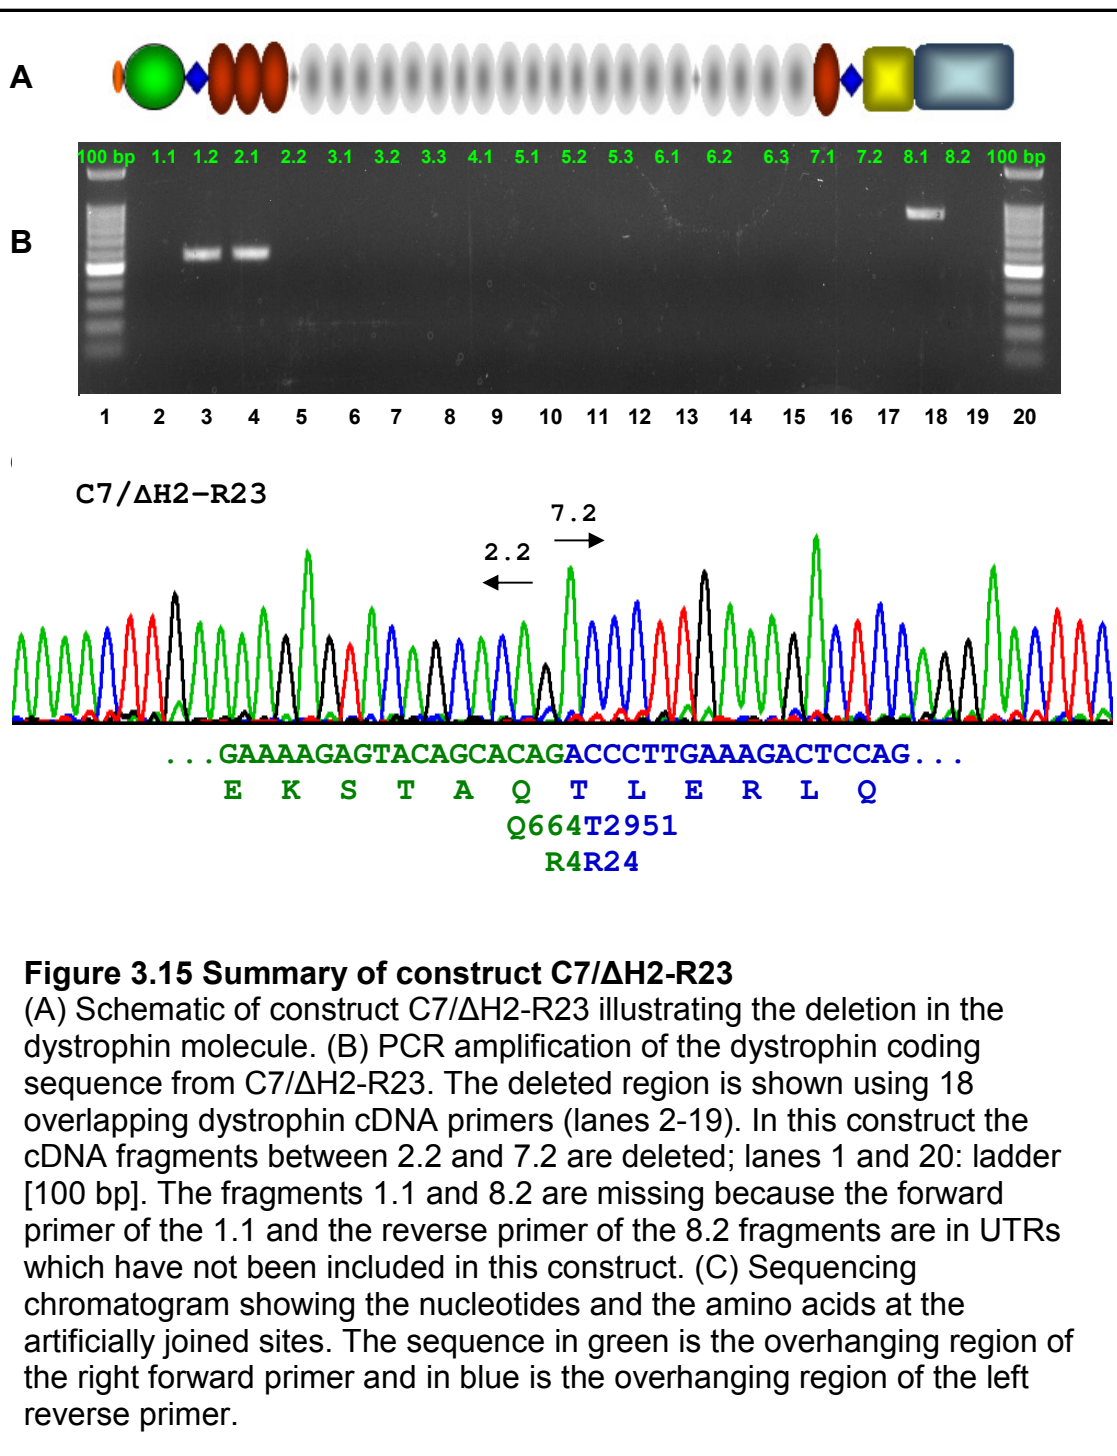 A
100 bp 1.1 1.2 2.1 2.2 3.1 3.2 3.3 4.1 5.1 5.2 5.3 6.1 6.2 6.3 7.1 7.2 8.1 8.2 100 bp
B
1 2 3 4 5 6 7 8 9 10 11 12 13 14 15 16 17 18 19 20
C7/ΔH2-R23
7.2
2.2
...GAAAAGAGTACAGCACAGACCCTTGAAAGACTCCAG...
E K S T A Q T L E R L Q
Q664T2951
R4R24
Figure 3.15 Summary of construct C7/ΔH2-R23
(A) Schematic of construct C7/ΔH2-R23 illustrating the deletion in the
dystrophin molecule. (B) PCR amplification of the dystrophin coding
sequence from C7/ΔH2-R23. The deleted region is shown using 18
overlapping dystrophin cDNA primers (lanes 2-19). In this construct the
cDNA fragments between 2.2 and 7.2 are deleted; lanes 1 and 20: ladder
[100 bp]. The fragments 1.1 and 8.2 are missing because the forward
primer of the 1.1 and the reverse primer of the 8.2 fragments are in UTRs
which have not been included in this construct. (C) Sequencing
chromatogram showing the nucleotides and the amino acids at the
artificially joined sites. The sequence in green is the overhanging region of
the right forward primer and in blue is the overhanging region of the left
reverse primer.